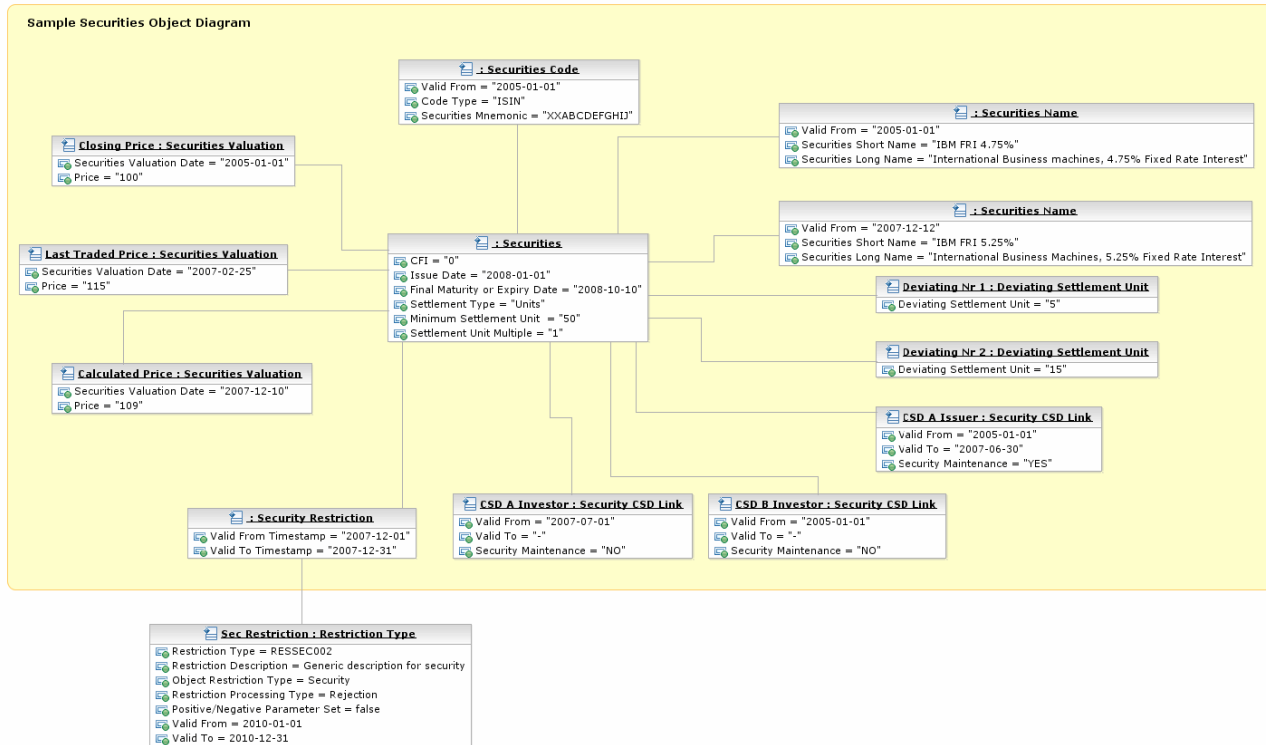 Sample Securities Object Diagram
: Securities Code
Valid From = "2005-01-01"
Code Type = "ISIN"
Securities Mnemonic = "XXABCDEFGHIJ"
: Securities Name
Valid From = "2005-01-01"
Securities Short Name = "IBM FRI 4.75%"
Securities Long Name = "International Business machines, 4.75% Fixed Rate Interest"
Closing Price : Securities Valuation
Securities Valuation Date = "2005-01-01"
Price = "100"
: Securities Name
Valid From = "2007-12-12"
Securities Short Name = "IBM FRI 5.25%"
Securities Long Name = "International Business Machines, 5.25% Fixed Rate Interest"
: Securities
CFI = "0"
Issue Date = "2008-01-01"
Final Maturity or Expiry Date = "2008-10-10"
Settlement Type = "Units"
Minimum Settlement Unit = "50"
Settlement Unit Multiple = "1"
Last Traded Price : Securities Valuation
Securities Valuation Date = "2007-02-25"
Price = "115"
Deviating Nr 1 : Deviating Settlement Unit
Deviating Settlement Unit = "5"
Deviating Nr 2 : Deviating Settlement Unit
Deviating Settlement Unit = "15"
Calculated Price : Securities Valuation
Securities Valuation Date = "2007-12-10"
Price = "109"
CSD A Issuer : Security CSD Link
Valid From = "2005-01-01"
Valid To = "2007-06-30"
Security Maintenance = "YES"
CSD A Investor : Security CSD Link
Valid From = "2007-07-01"
Valid To = "-"
Security Maintenance = "NO"
CSD B Investor : Security CSD Link
Valid From = "2005-01-01"
Valid To = "-"
Security Maintenance = "NO"
: Security Restriction
Valid From Timestamp = "2007-12-01"
Valid To Timestamp = "2007-12-31"
Sec Restriction : Restriction Type
Restriction Type = RESSEC002
Restriction Description = Generic description for security
Object Restriction Type = Security
Restriction Processing Type = Rejection
Positive/Negative Parameter Set = false
Valid From = 2010-01-01
Valid To = 2010-12-31